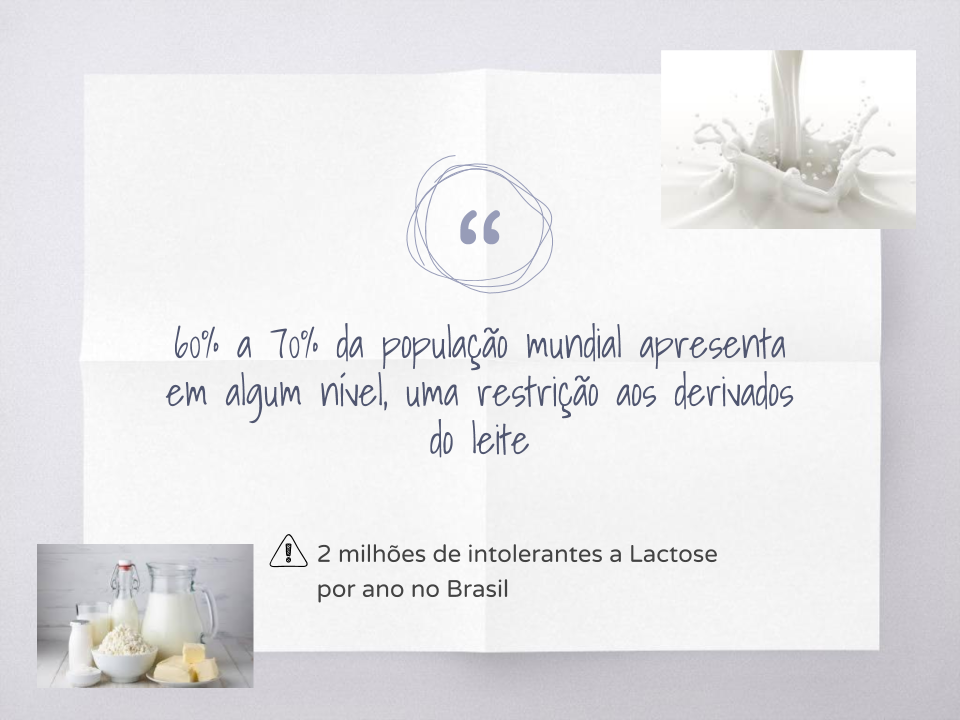 “
60% a 70% da população mundial apresenta
em algum nível, uma restrição aos derivados
do leite
2 milhões de intolerantes a Lactose
por ano no Brasil